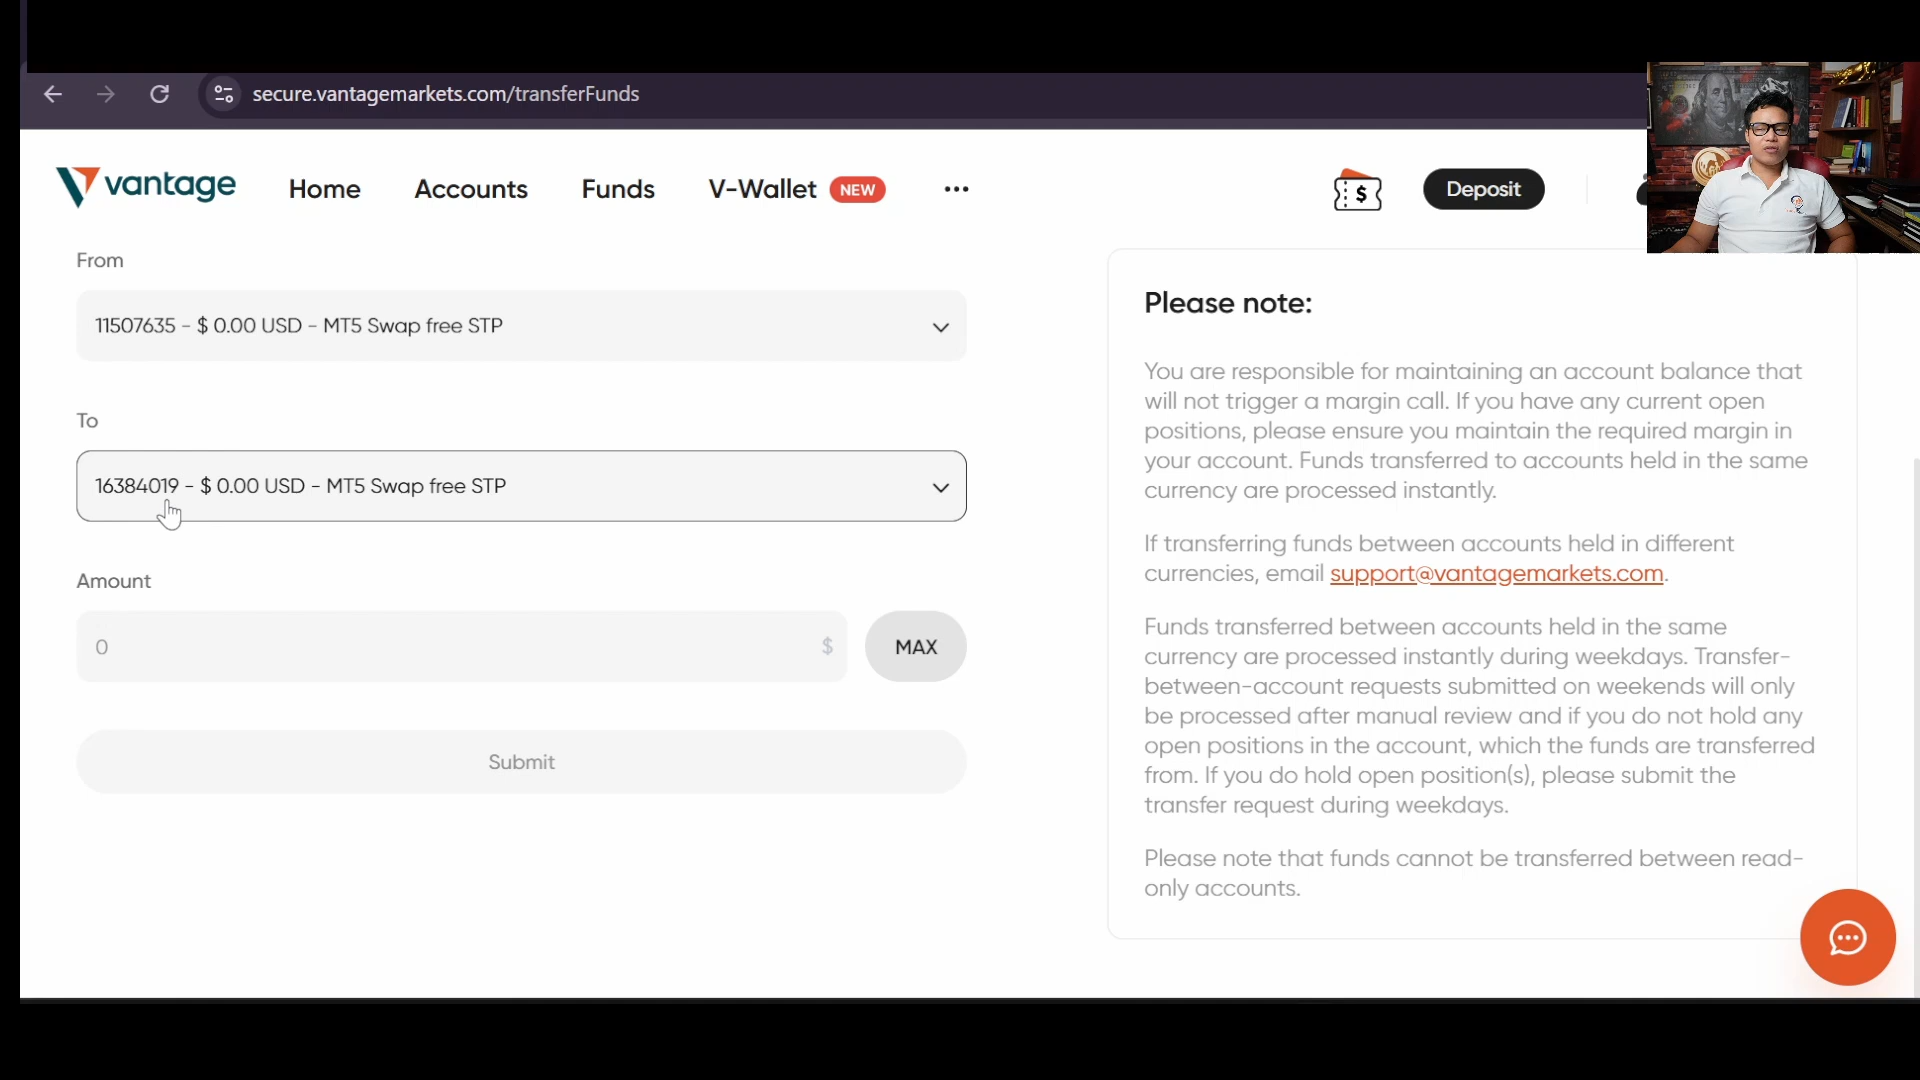 secure.vantagemarkets.com/transferFunds
vantage
Home
Accounts
Funds
V-Wallet NEW
$
Deposit
From
11507635 - $ 0.00 USD - MT5 Swap free STP
To
16384019 - $ 0.00 USD - MT5 Swap free STP
Amount
0
$
MAX
Submit
Please note:
You are responsible for maintaining an account balance that
will not trigger a margin call. If you have any current open
positions, please ensure you maintain the required margin in
your account. Funds transferred to accounts held in the same
currency are processed instantly.
If transferring funds between accounts held in different
currencies, email support@vantagemarkets.com.
Funds transferred between accounts held in the same
currency are processed instantly during weekdays. Transfer-
between-account requests submitted on weekends will only
be processed after manual review and if you do not hold any
open positions in the account, which the funds are transferred
from. If you do hold open position(s), please submit the
transfer request during weekdays.
Please note that funds cannot be transferred between read-
only accounts.